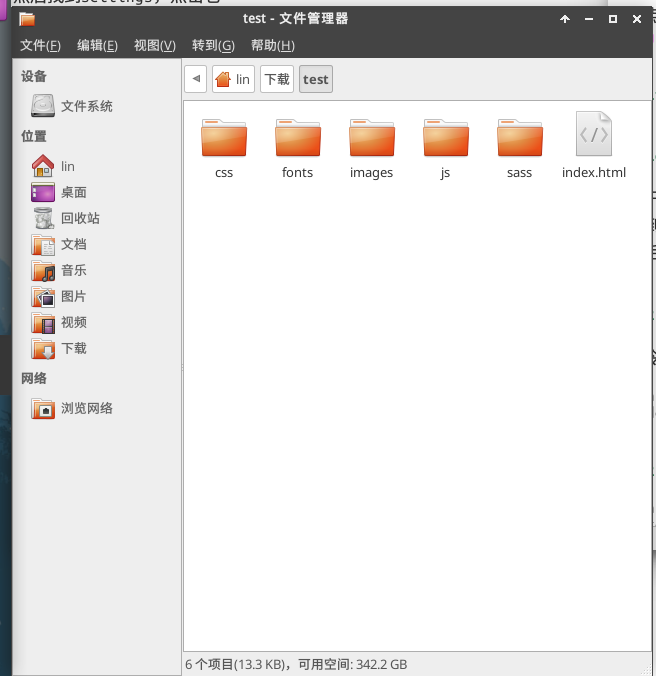 test - 文件管理器
文件(F) 编辑(E) 视图(V) 转到(G) 帮助(H)
设备
文件系统
位置
lin
桌面
回收站
文档
音乐
图片
视频
下载
网络
浏览网络
lin 下载 test
css fonts images js sass index.html
6 个项目(13.3 KB)，可用空间: 342.2 GB